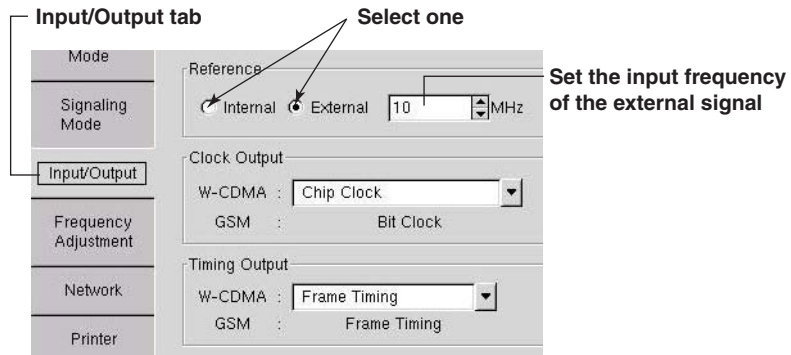 Input/Output tab
Select one
Mode
Signaling
Mode
Input/Output
Frequency
Adjustment
Network
Printer
Reference
Internal External 10 MHz
Set the input frequency
of the external signal
Clock Output
W-CDMA : Chip Clock
GSM : Bit Clock
Timing Output
W-CDMA : Frame Timing
GSM : Frame Timing